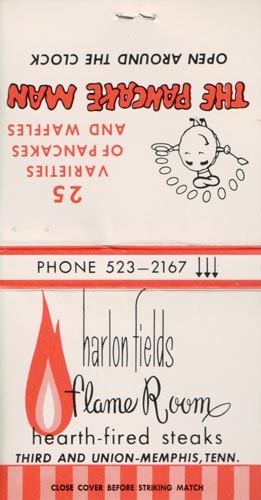 OPEN AROUND THE CLOCK
THE PANCAKE MAN
25
VARIETIES
OF PANCAKES
AND WAFFLES
PHONE 523—2167
harlon fields
flame Room
hearth-fired steaks
THIRD AND UNION-MEMPHIS, TENN.
CLOSE COVER BEFORE STRIKING MATCH